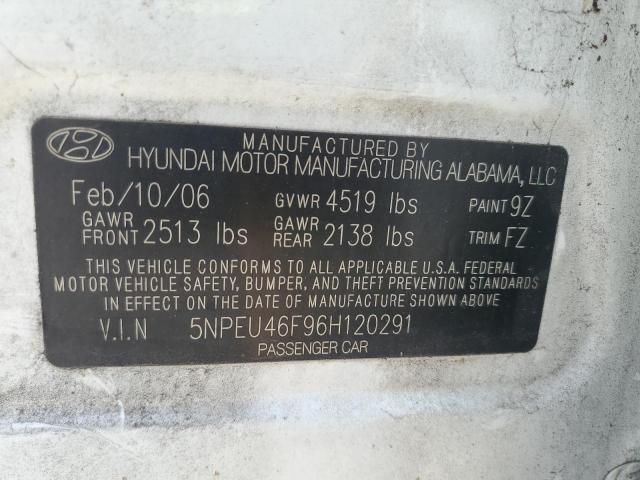 MANUFACTURED BY
HYUNDAI MOTOR MANUFACTURING ALABAMA, LLC
Feb/10/06 GVWR 4519 lbs PAINT 9Z
GAWR FRONT 2513 lbs GAWR REAR 2138 lbs TRIM FZ
THIS VEHICLE CONFORMS TO ALL APPLICABLE U.S.A. FEDERAL
MOTOR VEHICLE SAFETY, BUMPER, AND THEFT PREVENTION STANDARDS
IN EFFECT ON THE DATE OF MANUFACTURE SHOWN ABOVE
V.I.N 5NPEU46F96H120291
PASSENGER CAR